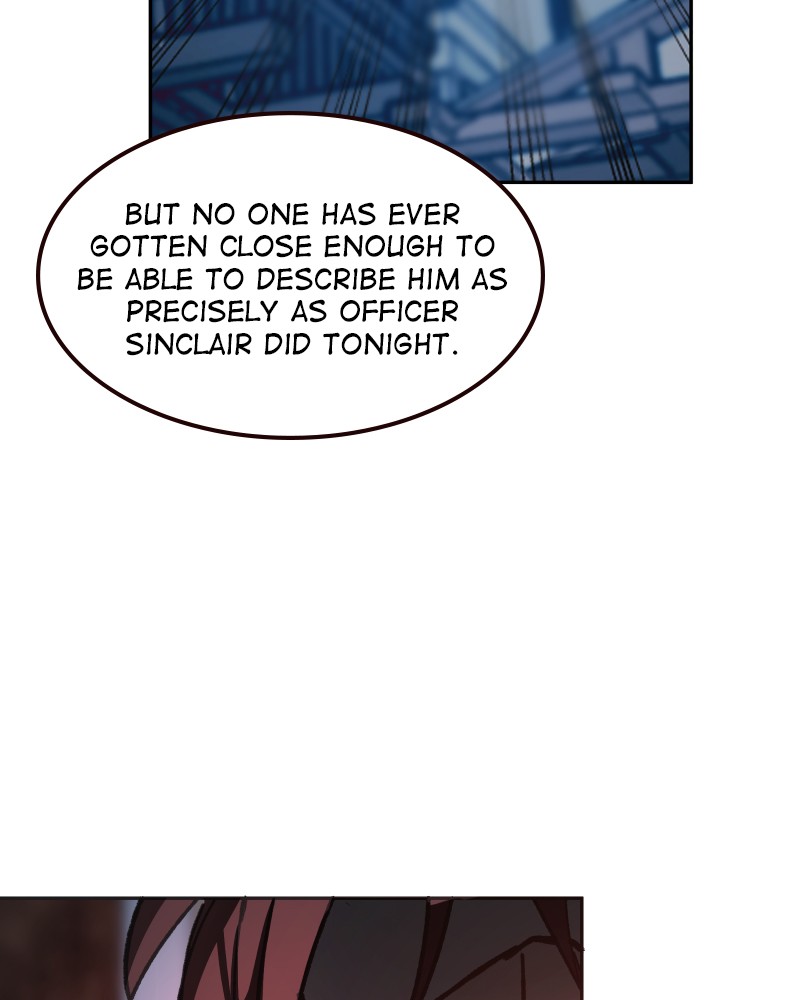 BUT NO ONE HAS EVER
GOTTEN CLOSE ENOUGH TO
BE ABLE TO DESCRIBE HIM AS
PRECISELY AS OFFICER
SINCLAIR DID TONIGHT.